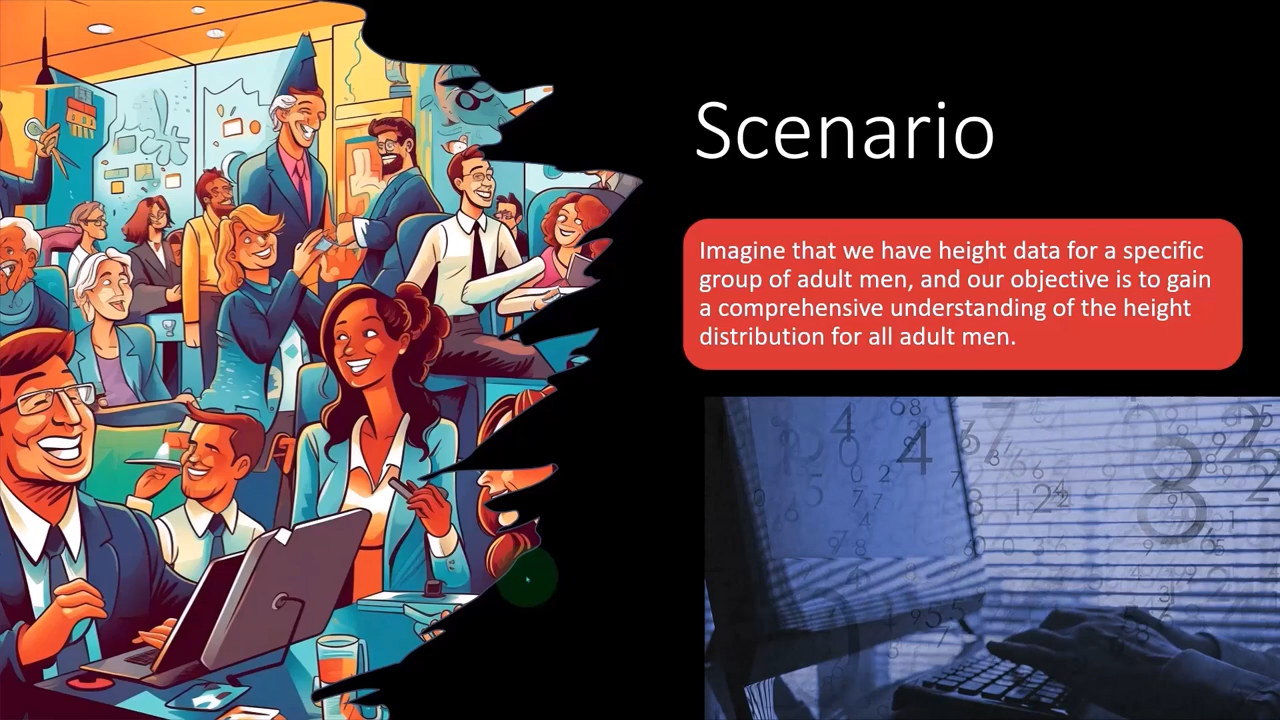 Scenario
Imagine that we have height data for a specific
group of adult men, and our objective is to gain
a comprehensive understanding of the height
distribution for all adult men.